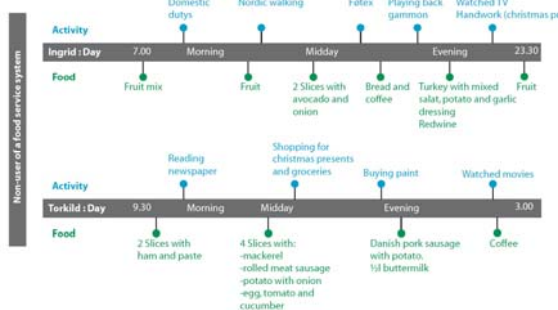 Domestic dutys
Nordic walking
Føtex
Playing back gammon
Watched TV
Handwork (christmas
Activity
Ingrid : Day 7.00 Morning Midday Evening 23.30
Food
Fruit mix
Fruit
2 Slices with
avocado and
onion
Bread and
coffee
Turkey with mixed
salat, potato and garlic
dressing
Redwine
Fruit
Non-user of a food service system
Reading
newspaper
Shopping for
christmas presents
and groceries
Buying paint
Watched movies
Activity
Torkild : Day 9.30 Morning Midday Evening 3.00
Food
2 Slices with
ham and paste
4 Slices with:
-mackerel
-rolled meat sausage
-potato with onion
-egg, tomato and
cucumber
Danish pork sausage
with potato.
½l buttermilk
Coffee